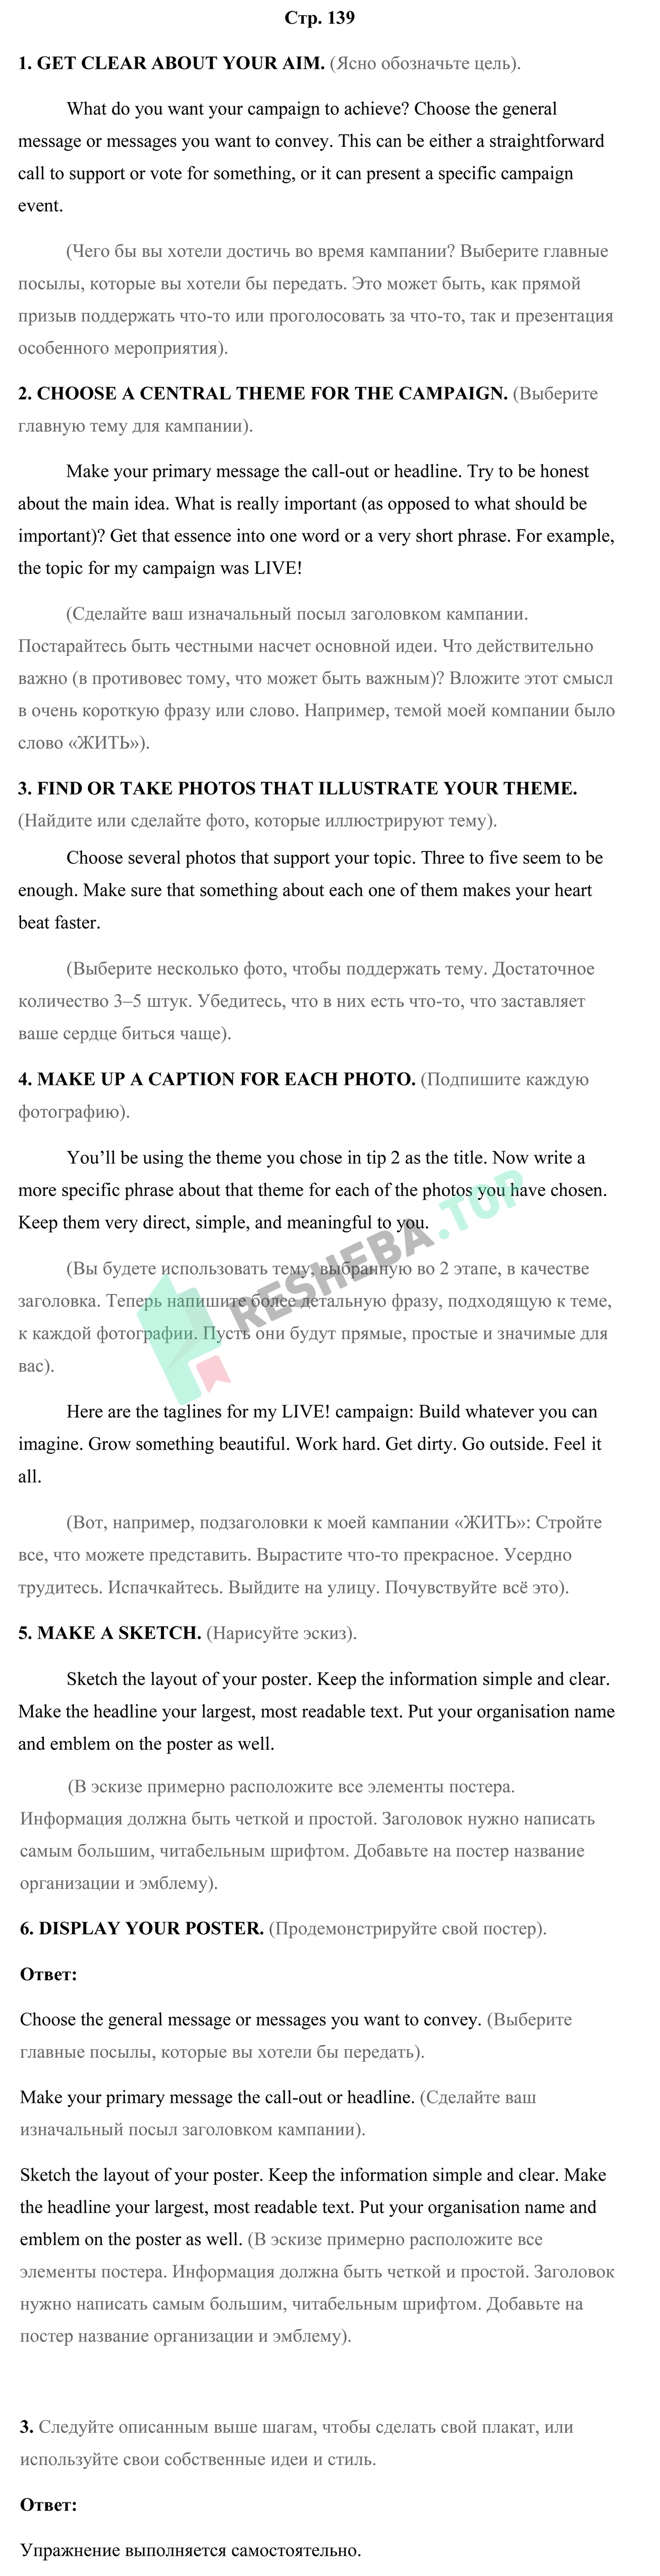 Стр. 139
1. GET CLEAR ABOUT YOUR AIM. (Ясно обозначьте цель).
What do you want your campaign to achieve? Choose the general
message or messages you want to convey. This can be either a straightforward
call to support or vote for something, or it can present a specific campaign
event.
(Чего бы вы хотели достичь во время кампании? Выберите главные
посылы, которые вы хотели бы передать. Это может быть, как прямой
призыв поддержать что-то или проголосовать за что-то, так и презентация
особенного мероприятия).
2. CHOOSE A CENTRAL THEME FOR THE CAMPAIGN. (Выберите
главную тему для кампании).
Make your primary message the call-out or headline. Try to be honest
about the main idea. What is really important (as opposed to what should be
important)? Get that essence into one word or a very short phrase. For example,
the topic for my campaign was LIVE!
(Сделайте ваш изначальный посыл заголовком кампании.
Постарайтесь быть честными насчет основной идеи. Что действительно
важно (в противовес тому, что может быть важным)? Вложите этот смысл
в очень короткую фразу или слово. Например, темой моей компании было
слово «ЖИТЬ»).
3. FIND OR TAKE PHOTOS THAT ILLUSTRATE YOUR THEME.
(Найдите или сделайте фото, которые иллюстрируют тему).
Choose several photos that support your topic. Three to five seem to be
enough. Make sure that something about each one of them makes your heart
beat faster.
(Выберите несколько фото, чтобы поддержать тему. Достаточное
количество 3–5 штук. Убедитесь, что в них есть что-то, что заставляет
ваше сердце биться чаще).
4. MAKE UP A CAPTION FOR EACH PHOTO. (Подпишите каждую
фотографию).
You’ll be using the theme you chose in tip 2 as the title. Now write a
more specific phrase about that theme for each of the photos you have chosen.
Keep them very direct, simple, and meaningful to you.
(Вы будете использовать тему, выбранную во 2 этапе, в качестве
заголовка. Теперь напишите более детальную фразу, подходящую к теме,
к каждой фотографии. Пусть они будут прямые, простые и значимые для
вас).
RESHEBA.TOP
Here are the taglines for my LIVE! campaign: Build whatever you can
imagine. Grow something beautiful. Work hard. Get dirty. Go outside. Feel it
all.
(Вот, например, подзаголовки к моей кампании «ЖИТЬ»: Стройте
все, что можете представить. Вырастите что-то прекрасное. Усердно
трудитесь. Испачкайтесь. Выйдите на улицу. Почувствуйте всё это).
5. MAKE A SKETCH. (Нарисуйте эскиз).
Sketch the layout of your poster. Keep the information simple and clear.
Make the headline your largest, most readable text. Put your organisation name
and emblem on the poster as well.
(В эскизе примерно расположите все элементы постера.
Информация должна быть четкой и простой. Заголовок нужно написать
самым большим, читабельным шрифтом. Добавьте на постер название
организации и эмблему).
6. DISPLAY YOUR POSTER. (Продемонстрируйте свой постер).
Ответ:
Choose the general message or messages you want to convey. (Выберите
главные посылы, которые вы хотели бы передать).
Make your primary message the call-out or headline. (Сделайте ваш
изначальный посыл заголовком кампании).
Sketch the layout of your poster. Keep the information simple and clear. Make
the headline your largest, most readable text. Put your organisation name and
emblem on the poster as well. (В эскизе примерно расположите все
элементы постера. Информация должна быть четкой и простой. Заголовок
нужно написать самым большим, читабельным шрифтом. Добавьте на
постер название организации и эмблему).
3. Следуйте описанным выше шагам, чтобы сделать свой плакат, или
используйте свои собственные идеи и стиль.
Ответ:
Упражнение выполняется самостоятельно.